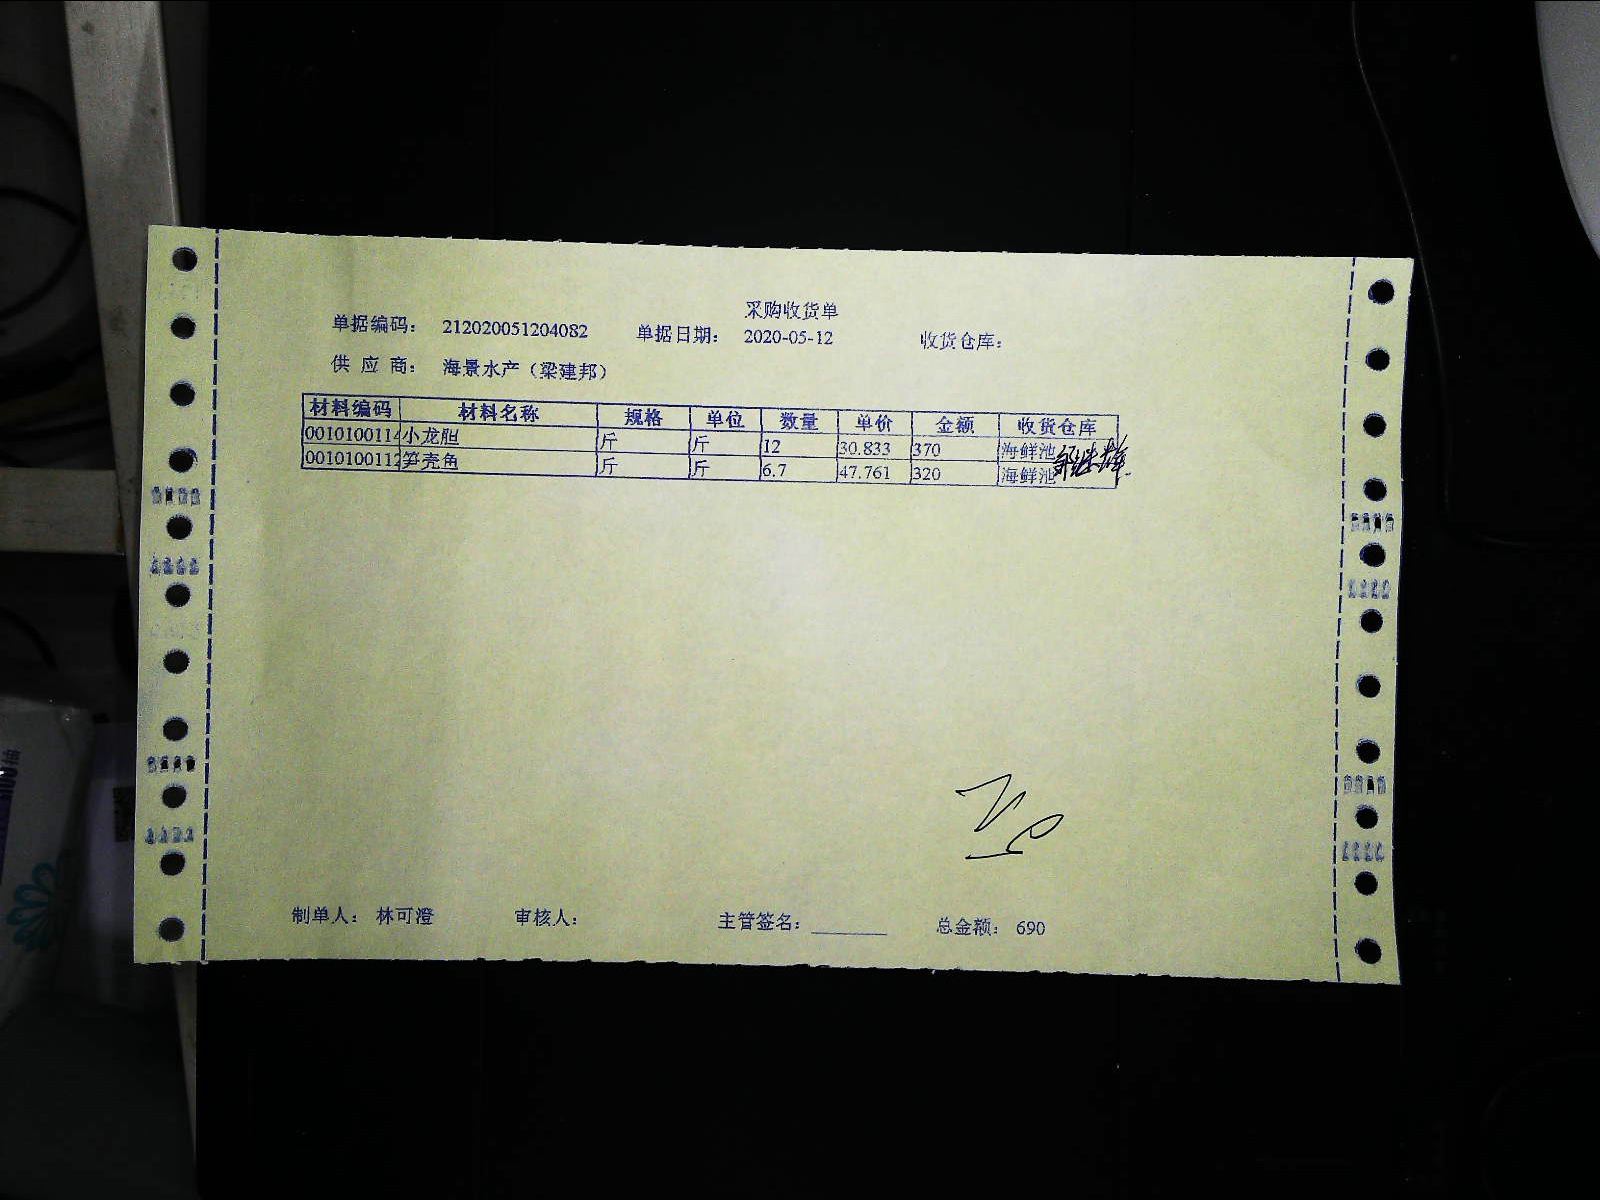 采购收货单
单据编码： 212020051204082 单据日期： 2020-05-12 收货仓库：
供 应 商： 海景水产（梁建邦）
材料编码 材料名称 规格 单位 数量 单价 金额 收货仓库
0010100114 小龙胆 斤 斤 12 30.833 370 海鲜池
0010100112 笋壳鱼 斤 斤 6.7 47.761 320 海鲜池
制单人： 林可澄 审核人： 主管签名： 总金额： 690